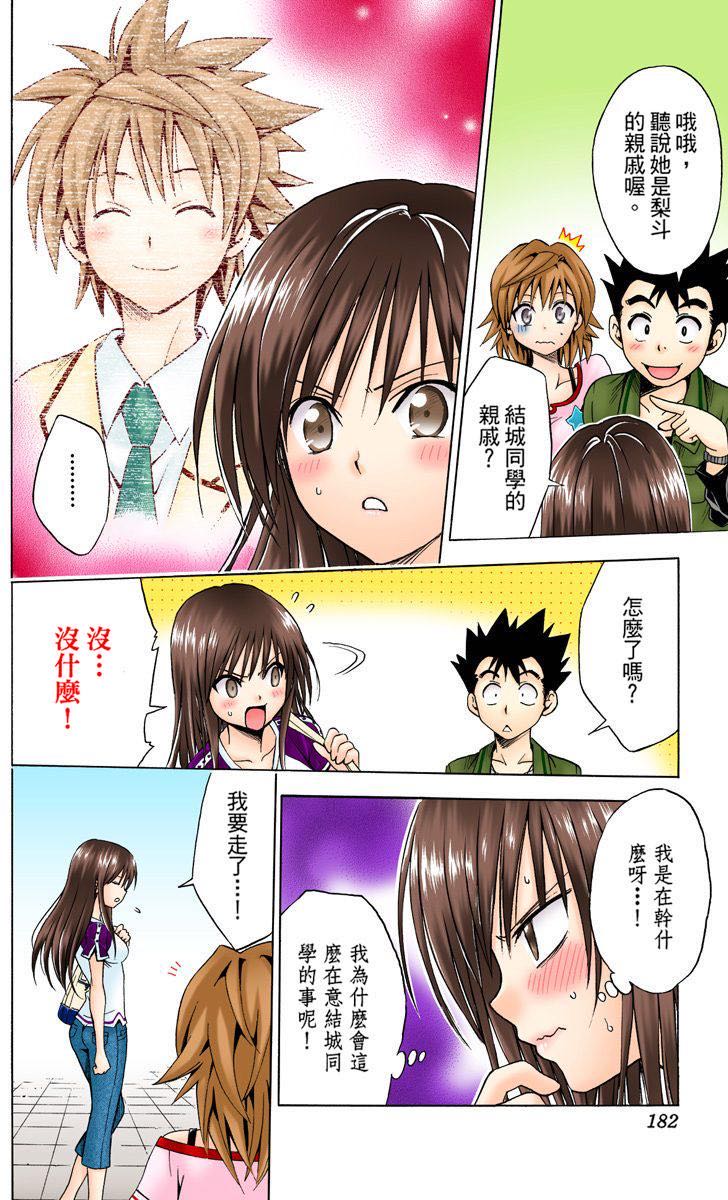 哦哦，
聽說她是梨斗
的親戚喔。
結城同學的
親戚？
………
怎麼了嗎？
沒…
沒什麼！
我是在幹什
麼呀…！
我為什麼會這
麼在意結城同
學的事呢！
我要走了…！
182